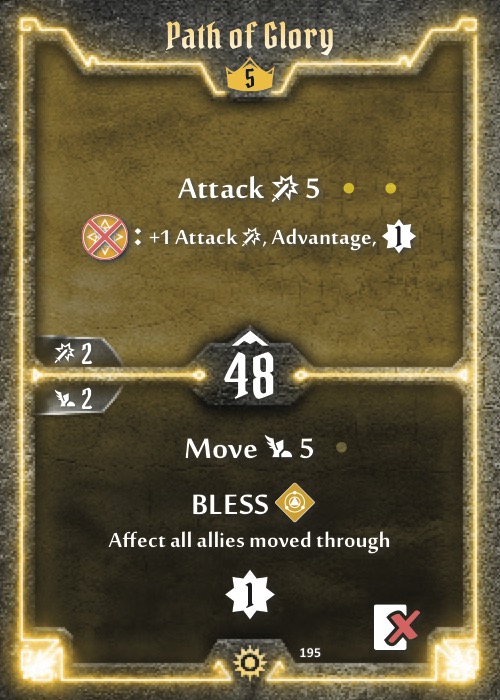 Path of Glory
5
Attack 5
: +1 Attack , Advantage, 1
2
48
2
Move 5
BLESS
Affect all allies moved through
1
195